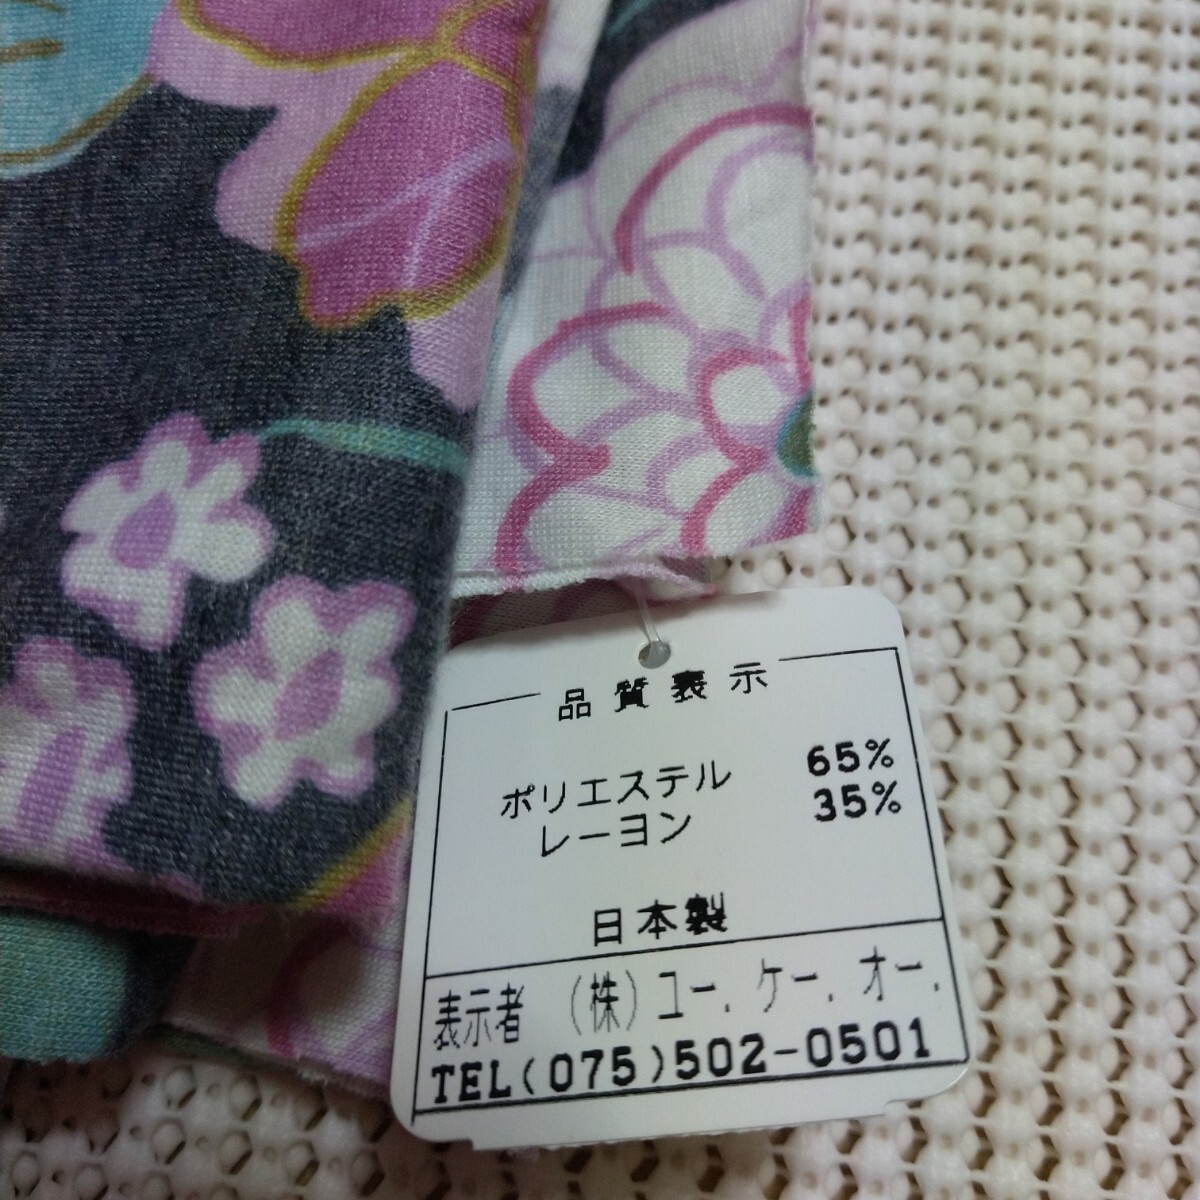 品質表示
ポリエステル 65%
レーヨン 35%
日本製
表示者 (株)ユー.ケー.オー.
TEL(075)502-0501